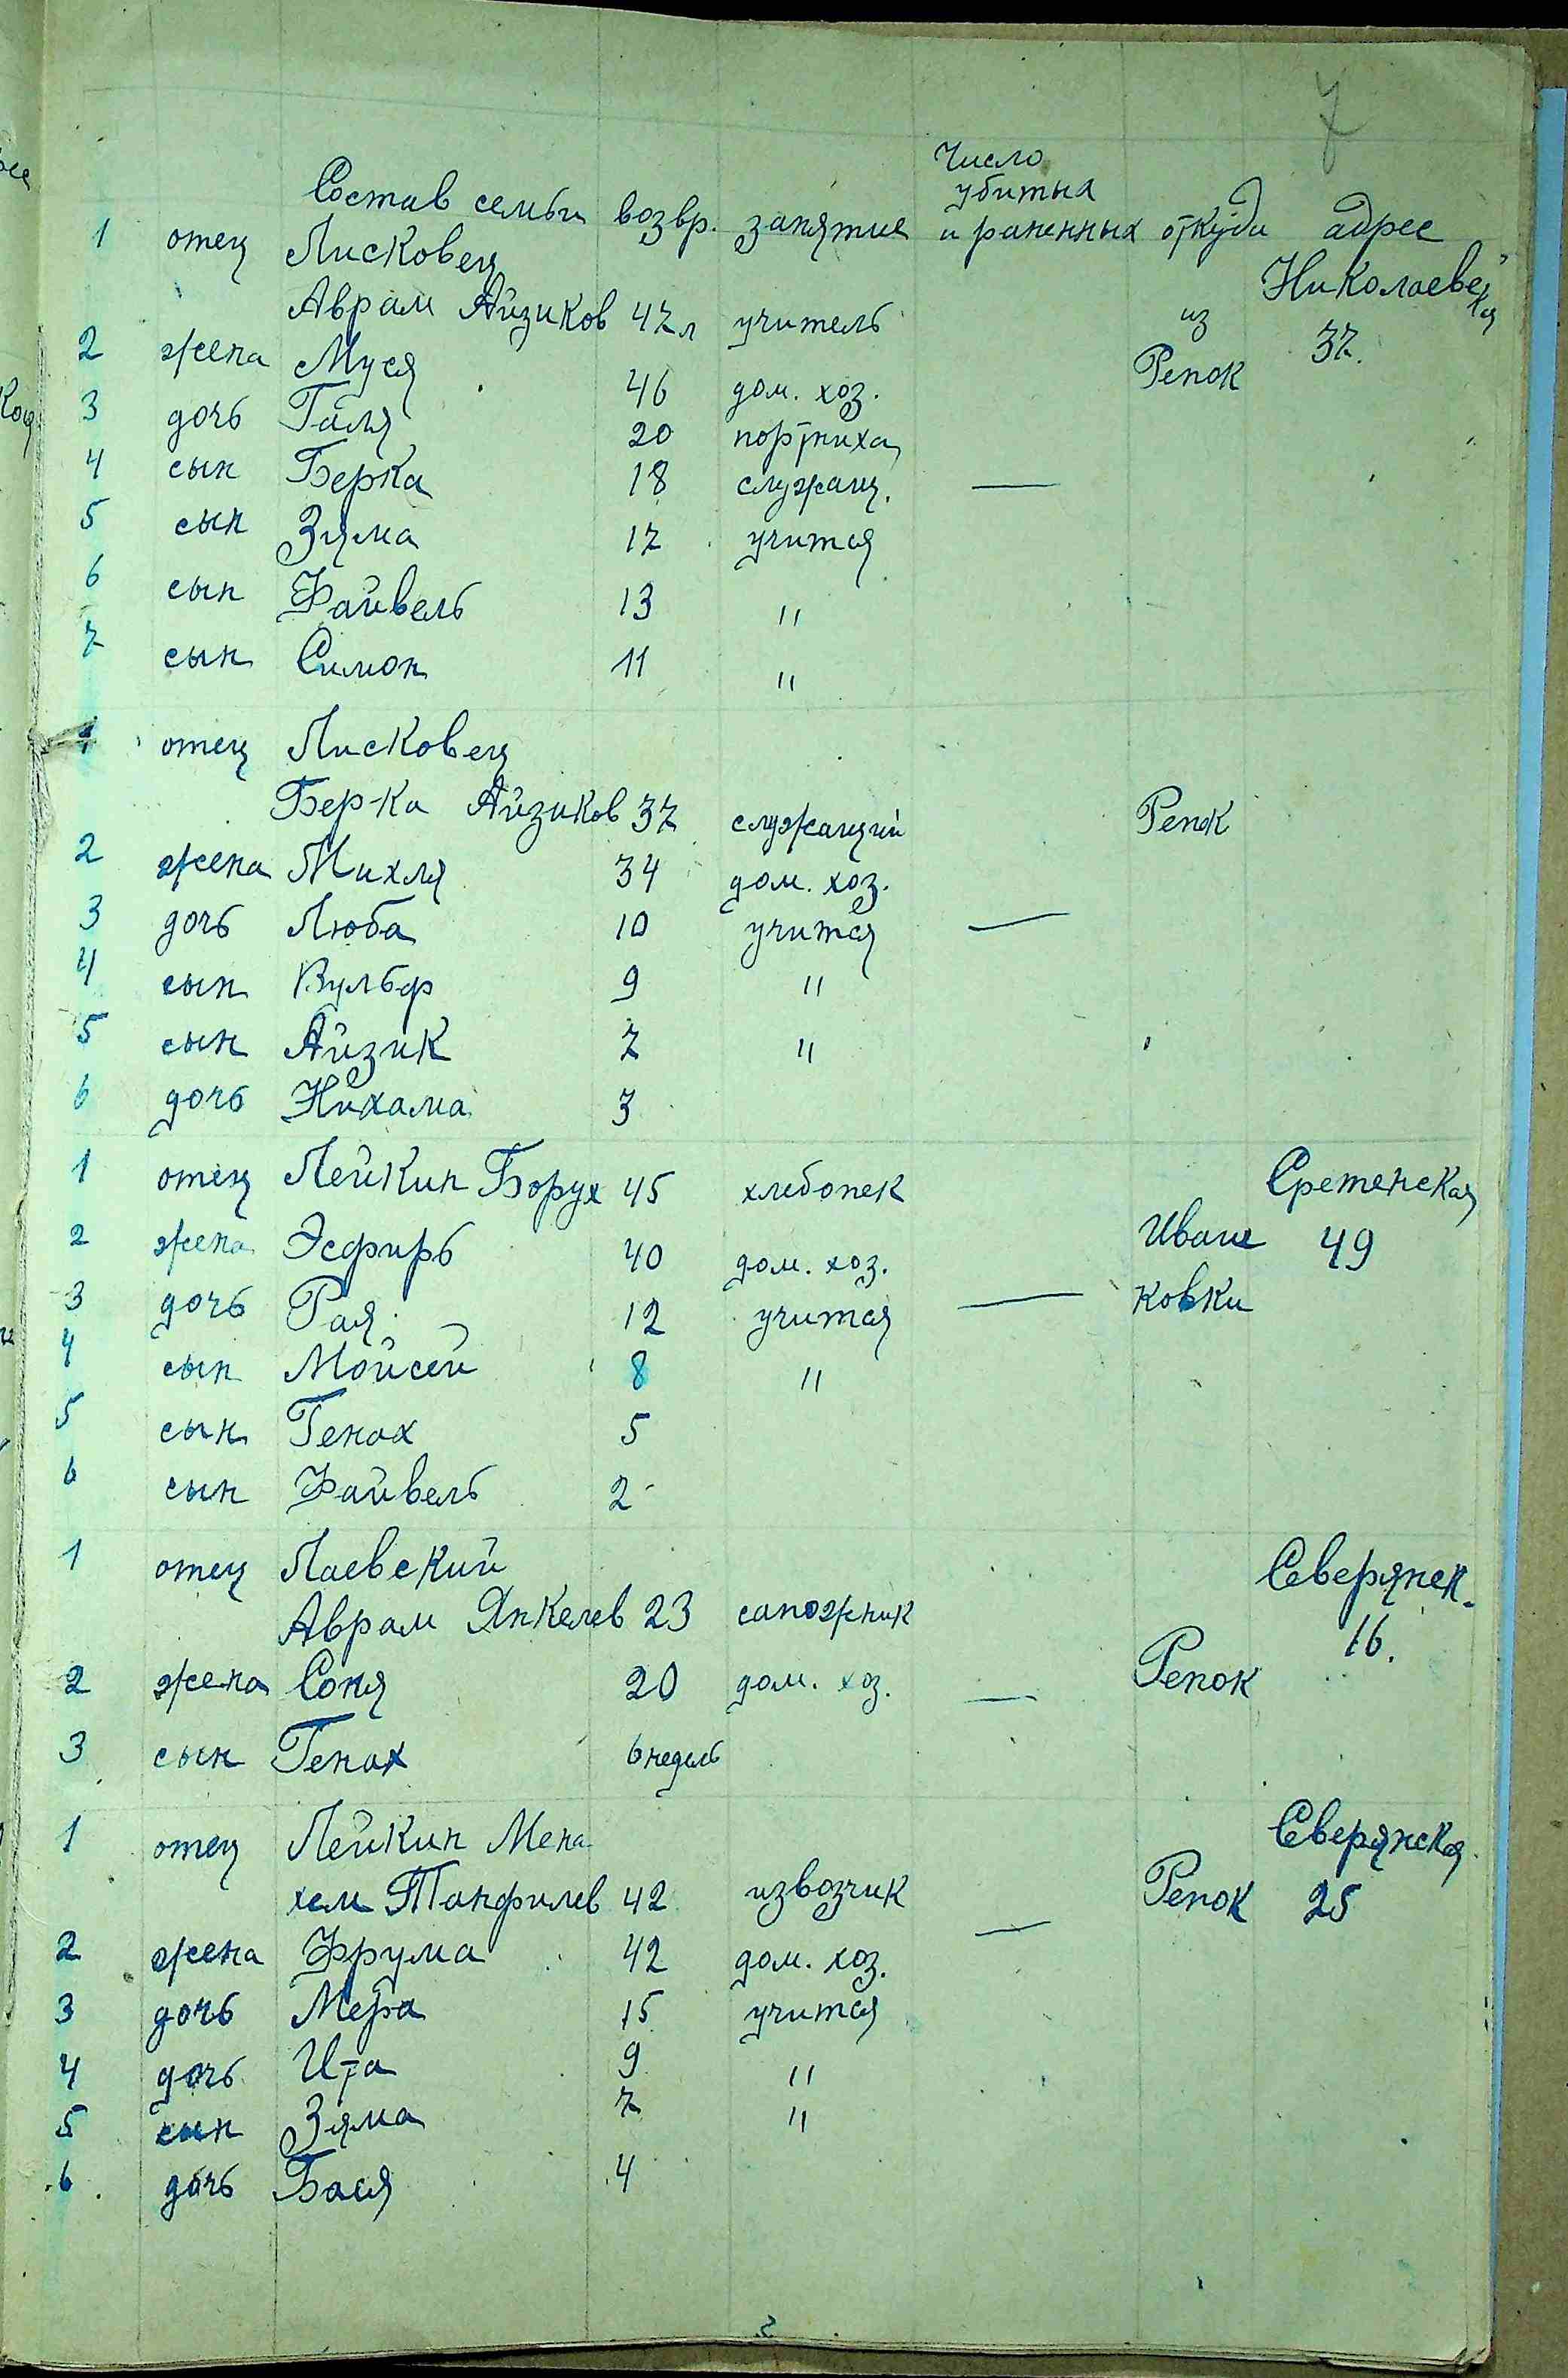 7
Число
убитых
Состав семьи возвр. занятие и раненных откуда адрес
1 отец Лисковец Николаевская
Аврам Айзиков 47 л учитель из 37.
2 жена Муся 46 дом. хоз. Репок
3 дочь Галя 20 портниха
4 сын Берка 18 служащ. —
5 сын Зяма 17 учится
6 сын Файвель 13 "
7 сын Симон 11 "
1 отец Лисковец
Берка Айзиков 37 служащий Репк
2 жена Михля 34 дом. хоз.
3 дочь Люба 10 учится —
4 сын Вульф 9 "
5 сын Айзик 7 "
6 дочь Нихама 3
1 отец Лейкин Борух 45 хлебопек Сретенская
2 жена Эсфирь 40 дом. хоз. Иваш 49
3 дочь Рая 12 учится — ковки
4 сын Мойсей 8 "
5 сын Генах 5
6 сын Файвель 2
1 отец Лаевский Северянск.
Аврам Янкелев 23 сапожник 16.
2 жена Соня 20 дом. хоз. — Репок
3 сын Генах 6 недель
1 отец Лейкин Мена Северянская
хем Танфилев 42 извозчик — Репок 25
2 жена Фрума 42 дом. хоз.
3 дочь Мера 15 учится
4 дочь Ита 9 "
5 сын Зяма 7 "
6 дочь Бася 4